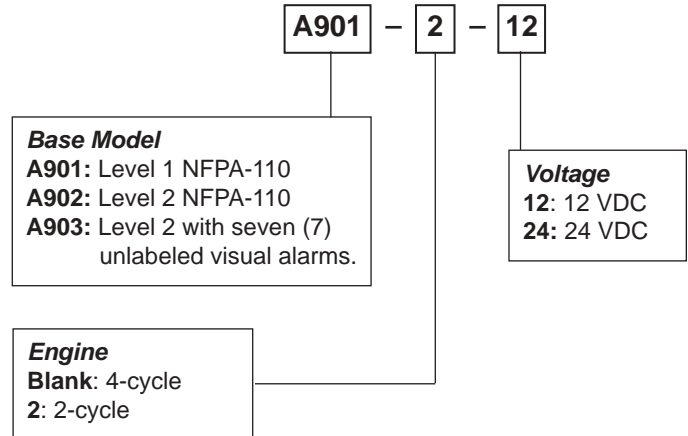 A901 – 2 – 12
Base Model
A901: Level 1 NFPA-110
A902: Level 2 NFPA-110
A903: Level 2 with seven (7)
unlabeled visual alarms.
Voltage
12: 12 VDC
24: 24 VDC
Engine
Blank: 4-cycle
2: 2-cycle